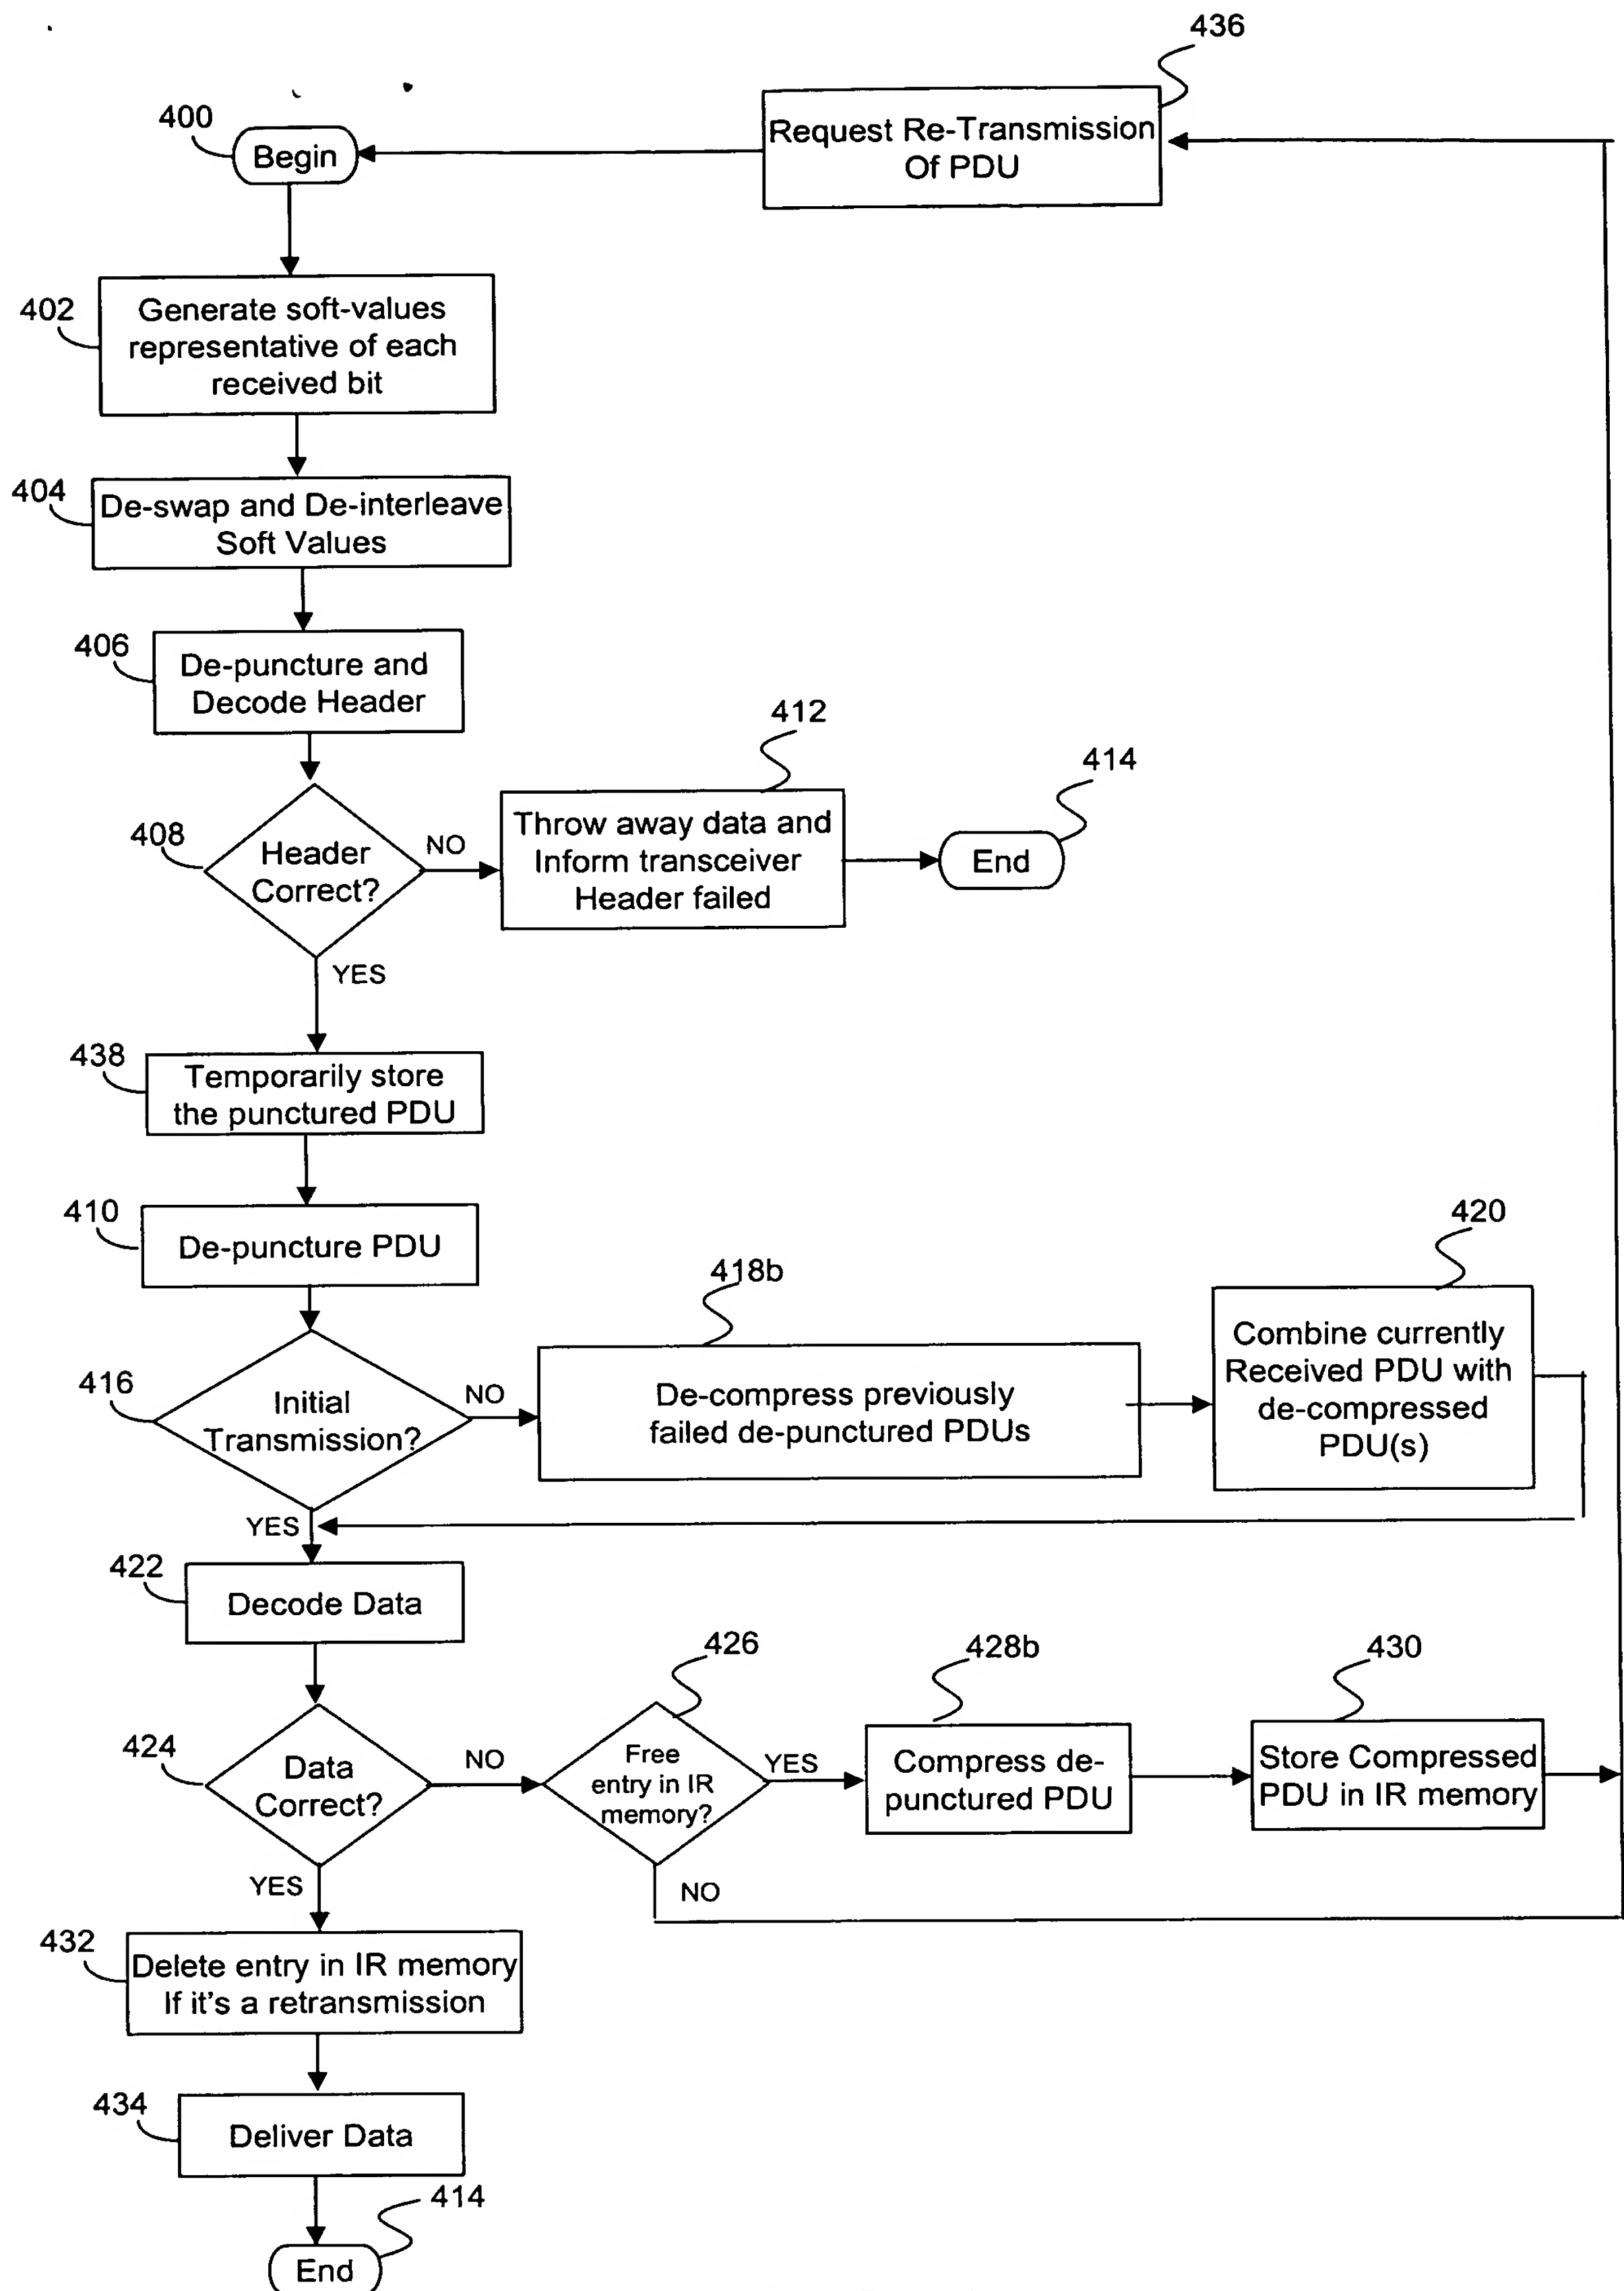 436
Request Re-Transmission
Of PDU
400
Begin
402
Generate soft-values
representative of each
received bit
404
De-swap and De-interleave
Soft Values
406
De-puncture and
Decode Header
412
414
408
Header
Correct?
NO
Throw away data and
Inform transceiver
Header failed
End
YES
438
Temporarily store
the punctured PDU
410
De-puncture PDU
418b
420
416
Initial
Transmission?
NO
De-compress previously
failed de-punctured PDUs
Combine currently
Received PDU with
de-compressed
PDU(s)
YES
422
Decode Data
426
428b
430
424
Data
Correct?
NO
Free
entry in IR
memory?
YES
Compress de-
punctured PDU
Store Compressed
PDU in IR memory
YES
NO
432
Delete entry in IR memory
If it's a retransmission
434
Deliver Data
414
End